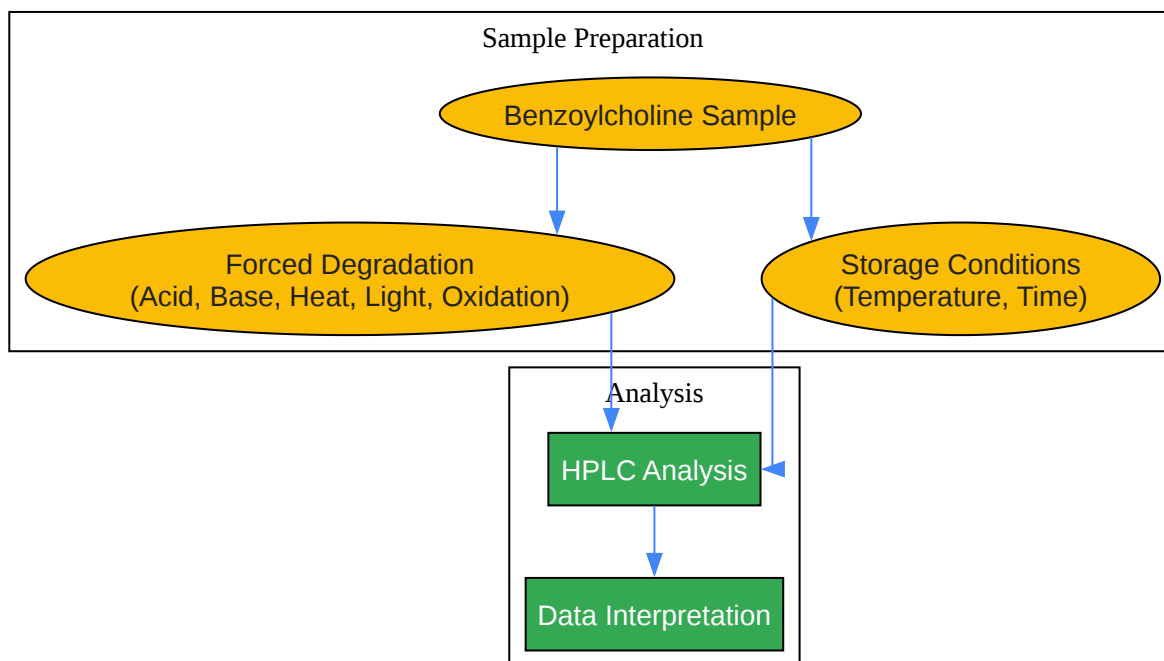 Sample Preparation
Benzoylcholine Sample
Forced Degradation
(Acid, Base, Heat, Light, Oxidation)
Storage Conditions
(Temperature, Time)
Analysis
HPLC Analysis
Data Interpretation